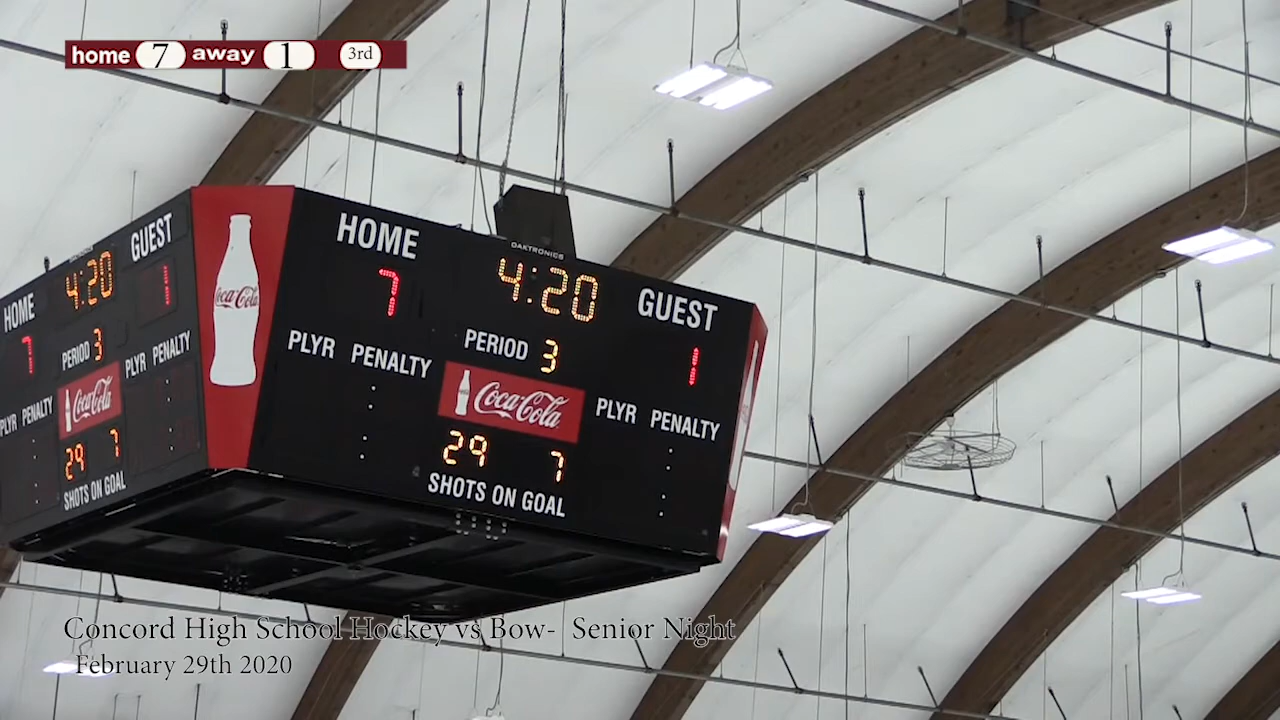 home 7 away 1 3rd
HOME 4:20 GUEST
7 1
PERIOD 3
PLYR PENALTY PLYR PENALTY
Coca-Cola
29 7
SHOTS ON GOAL
Coca-Cola
DAKTRONICS
HOME 4:20 GUEST
7 1
PERIOD 3
PLYR PENALTY PLYR PENALTY
Coca-Cola
29 7
SHOTS ON GOAL
Concord High School Hockey vs Bow- Senior Night
February 29th 2020